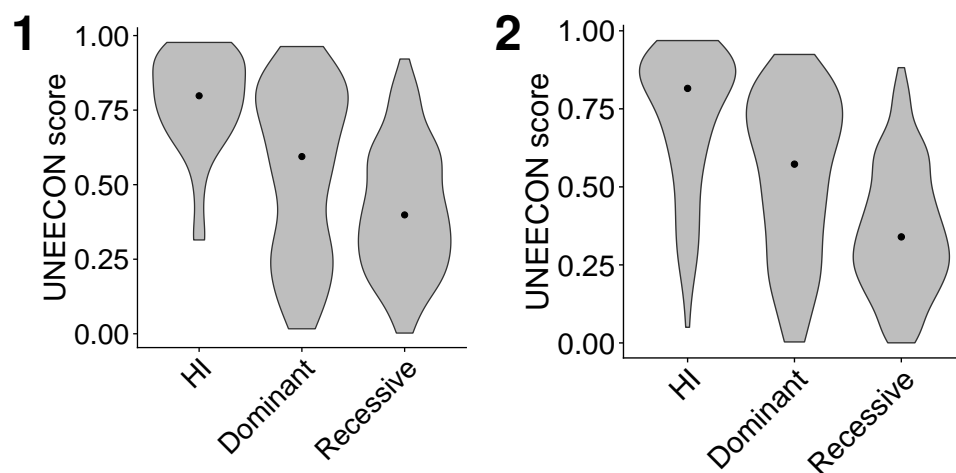 1
UNEECON score
1.00
0.75
0.50
0.25
0.00
HI
Dominant
Recessive
2
UNEECON score
1.00
0.75
0.50
0.25
0.00
HI
Dominant
Recessive